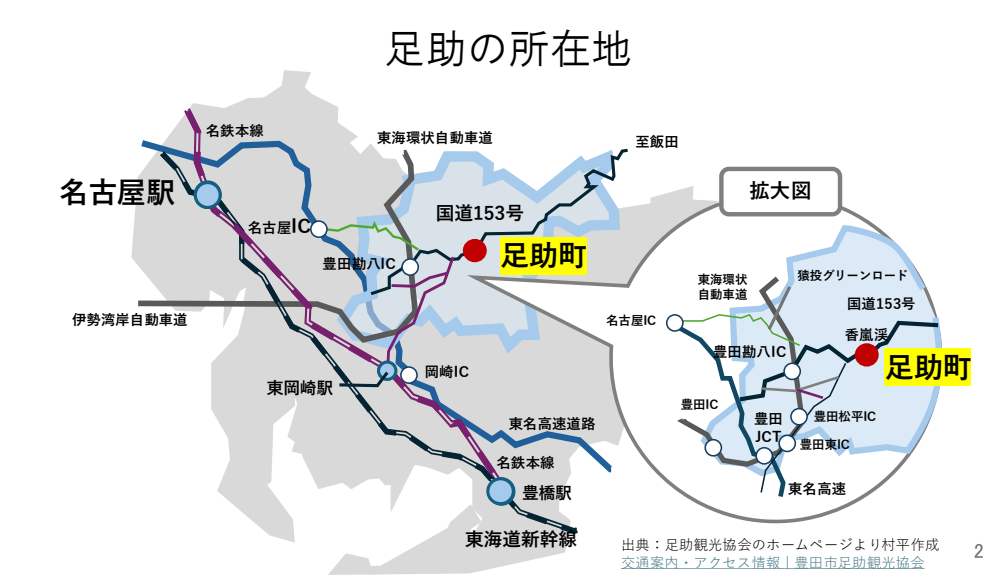 足助の所在地
名鉄本線
東海環状自動車道
至飯田
名古屋駅
国道153号
名古屋IC
足助町
豊田勘八IC
伊勢湾岸自動車道
岡崎IC
東岡崎駅
東名高速道路
名鉄本線
豊橋駅
東海道新幹線
拡大図
東海環状
自動車道
猿投グリーンロード
国道153号
名古屋IC
香嵐渓
豊田勘八IC
足助町
豊田IC
豊田
JCT
豊田松平IC
豊田東IC
東名高速
出典：足助観光協会のホームページより村平作成
交通案内・アクセス情報｜豊田市足助観光協会
2